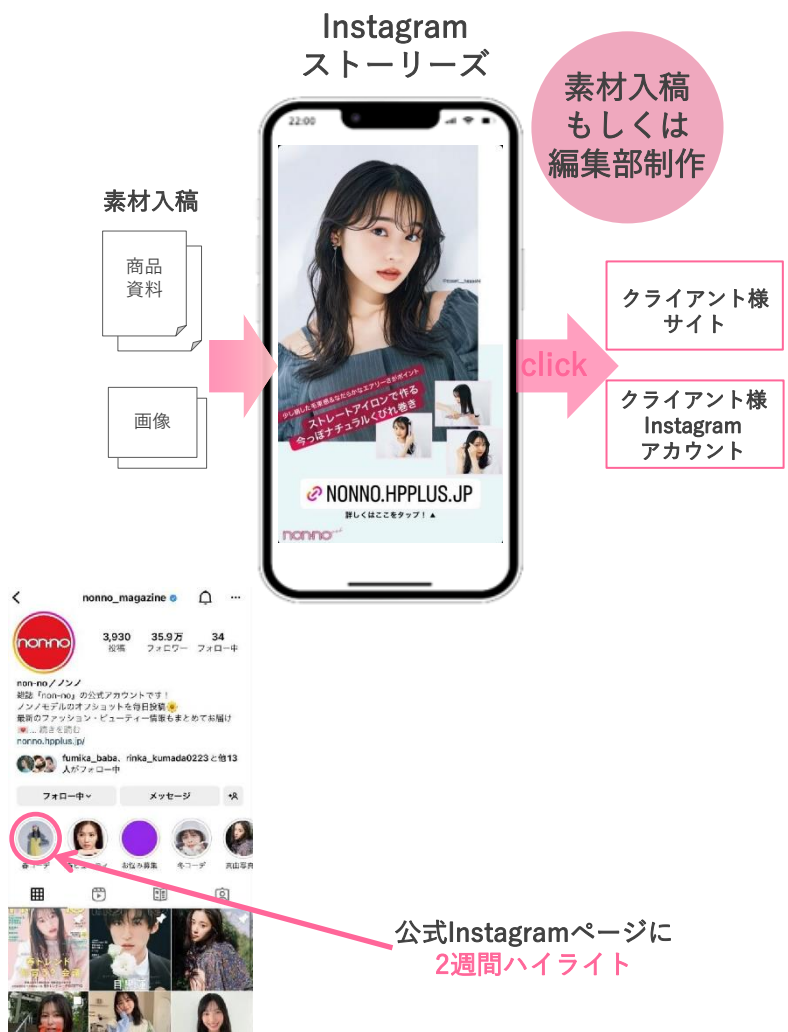 Instagram
ストーリーズ
素材入稿
もしくは
編集部制作
素材入稿
商品
資料
画像
22:00
少し残した毛束感&なだらかなエアリーさがポイント
ストレートアイロンで作る
今っぽナチュラルくびれ巻き
NONNO.HPPLUS.JP
詳しくはここをタップ！▲
non-no
click
クライアント様
サイト
クライアント様
Instagram
アカウント
nonno_magazine
non-no
3,930
35.9万
34
投稿
フォロワー
フォロー中
non-no / ノンノ
雑誌『non-no』の公式アカウントです！
ノンノモデルのオフショットを毎日投稿🌻
最新のファッション・ビューティー情報もまとめてお届け
💌 ... 続きを読む
nonno.hpplus.jp/
fumika_baba、rinka_kumada0223と他13
人がフォロー中
フォロー中
メッセージ
お悩み募集
冬コーデ
真山写真
公式Instagramページに
2週間ハイライト